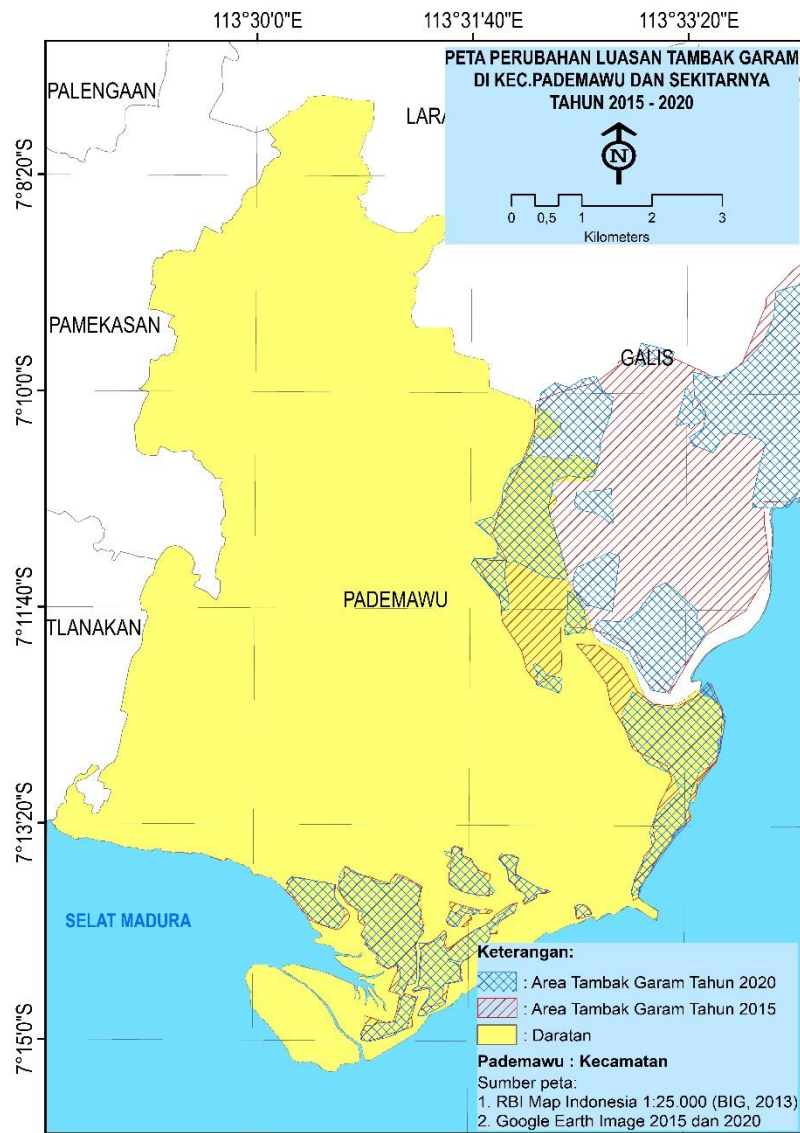 113°30'0"S
113°31'40"S
113°33'20"S
PETA PERUBAHAN LUASAN TAMBAK GARAM
DI KEC.PADEMAWU DAN SEKITARNYA
TAHUN 2015 - 2020
N
0 0,5 1 2 3
Kilometers
PALENGAAN
LARA
7°8'20"S
PAMEKASAN
GALIS
7°10'0"S
7°11'40"S
PADEMAWU
TLANAKAN
7°13'20"S
SELAT MADURA
7°15'0"S
Keterangan:
: Area Tambak Garam Tahun 2020
: Area Tambak Garam Tahun 2015
: Daratan
Pademawu : Kecamatan
Sumber peta:
1. RBI Map Indonesia 1:25.000 (BIG, 2013)
2. Google Earth Image 2015 dan 2020